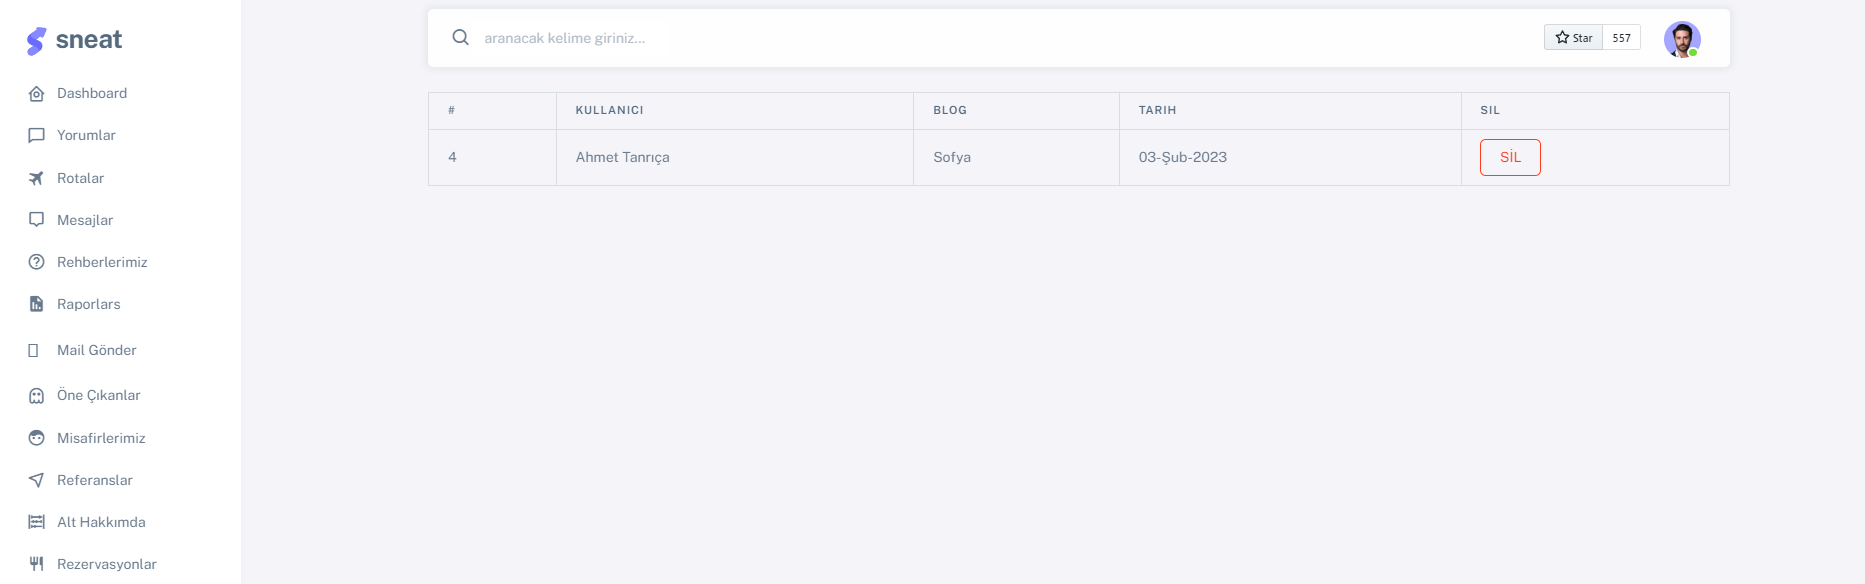 sneat
Dashboard
Yorumlar
Rotalar
Mesajlar
Rehberlerimiz
Raporlars
Mail Gönder
Öne Çıkanlar
Misafirlerimiz
Referanslar
Alt Hakkımda
Rezervasyonlar
aranacak kelime giriniz...
Star 557
# KULLANICI BLOG TARIH SIL
4 Ahmet Tanrıça Sofya 03-Şub-2023 SİL